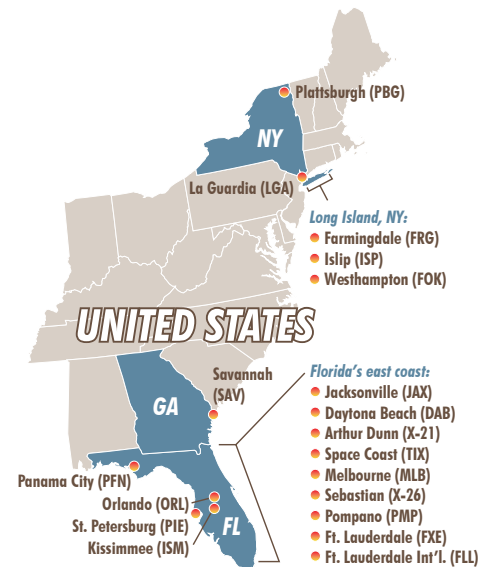 Plattsburgh (PBG)
NY
La Guardia (LGA)
Long Island, NY:
Farmingdale (FRG)
Islip (ISP)
Westhampton (FOK)
UNITED STATES
Savannah
(SAV)
GA
Florida's east coast:
Jacksonville (JAX)
Daytona Beach (DAB)
Arthur Dunn (X-21)
Space Coast (TIX)
Melbourne (MLB)
Sebastian (X-26)
Pompano (PMP)
Ft. Lauderdale (FXE)
Ft. Lauderdale Int'l. (FLL)
Panama City (PFN)
Orlando (ORL)
St. Petersburg (PIE)
Kissimmee (ISM)
FL